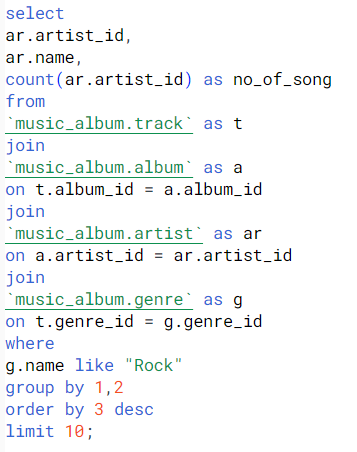 select
ar.artist_id,
ar.name,
count(ar.artist_id) as no_of_song
from
`music_album.track` as t
join
`music_album.album` as a
on t.album_id = a.album_id
join
`music_album.artist` as ar
on a.artist_id = ar.artist_id
join
`music_album.genre` as g
on t.genre_id = g.genre_id
where
g.name like "Rock"
group by 1,2
order by 3 desc
limit 10;